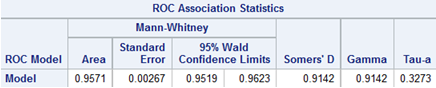 ROC Association Statistics
Mann-Whitney
ROC Model Area Standard Error 95% Wald Confidence Limits Somers' D Gamma Tau-a
Model 0.9571 0.00267 0.9519 0.9623 0.9142 0.9142 0.3273